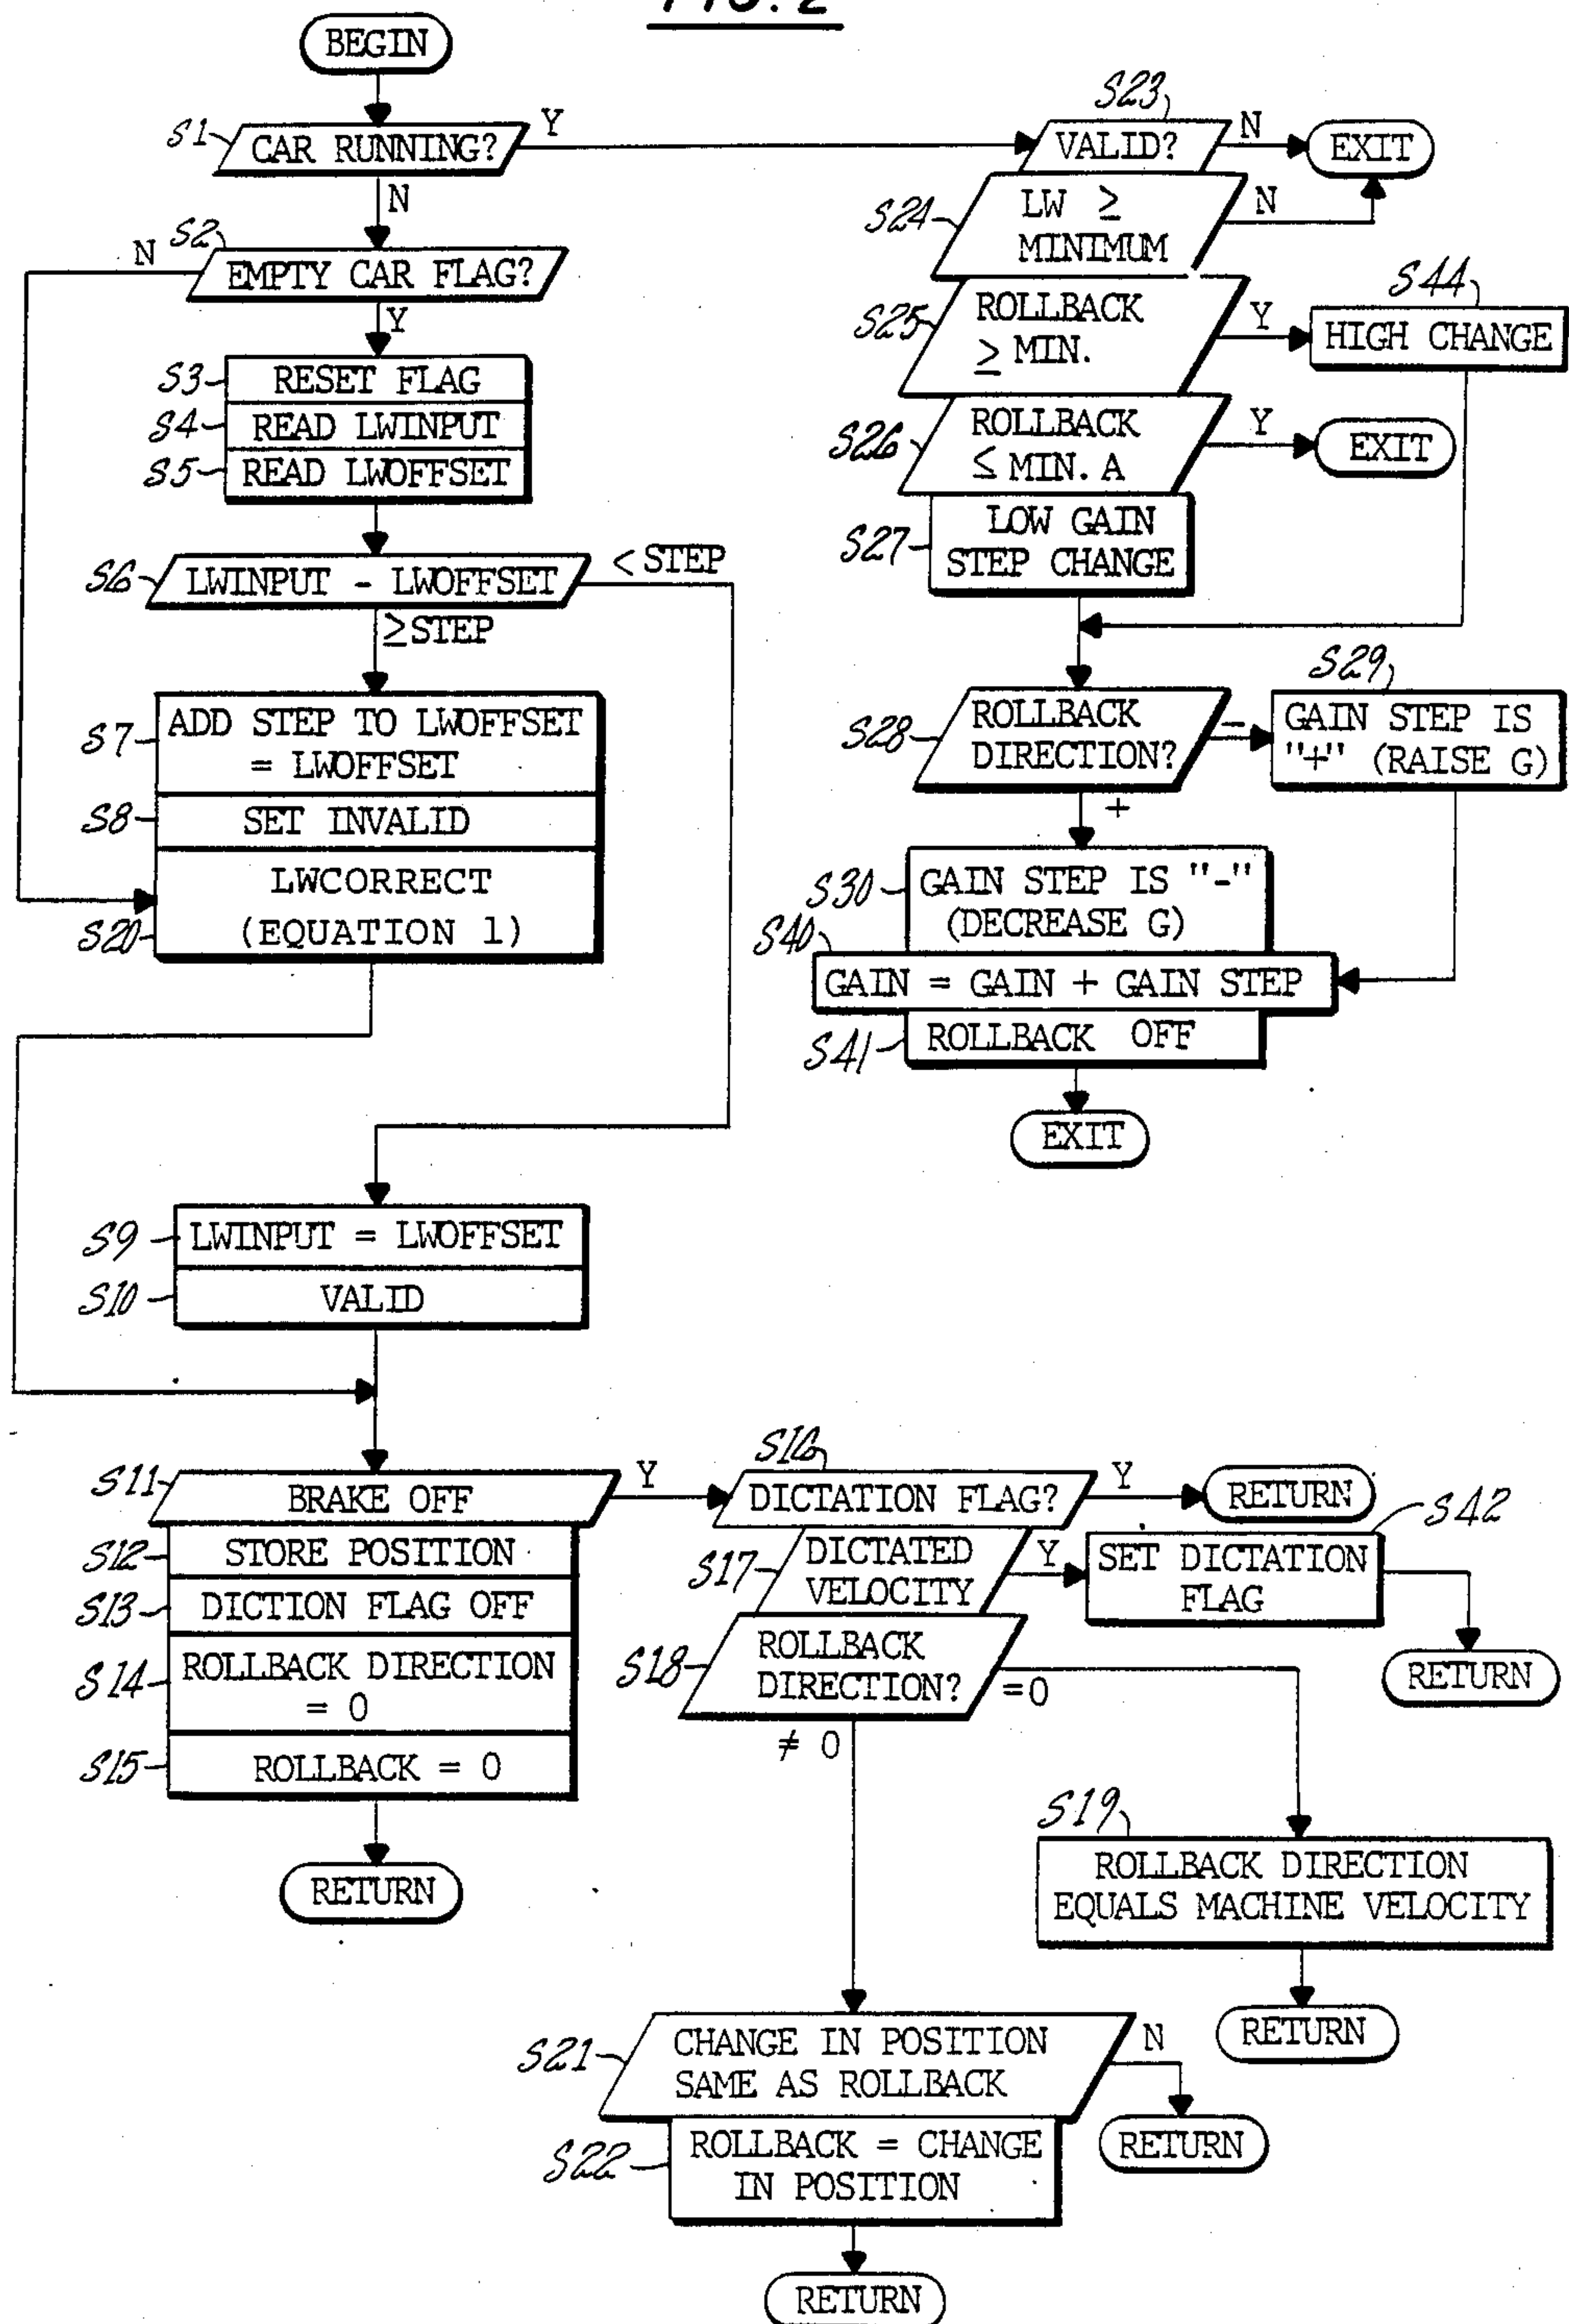 FIG. 2
BEGIN
S1
CAR RUNNING?
Y
N
S2
N
EMPTY CAR FLAG?
Y
S3
RESET FLAG
S4
READ LWINPUT
S5
READ LWOFFSET
S6
LWINPUT - LWOFFSET
< STEP
≥ STEP
S7
ADD STEP TO LWOFFSET
= LWOFFSET
S8
SET INVALID
S20
LWCORRECT
(EQUATION 1)
S9
LWINPUT = LWOFFSET
S10
VALID
S11
BRAKE OFF
Y
S12
STORE POSITION
S13
DICTION FLAG OFF
S14
ROLLBACK DIRECTION
= 0
S15
ROLLBACK = 0
RETURN
S16
DICTATION FLAG?
Y
RETURN
S17
DICTATED
VELOCITY
Y
S42
SET DICTATION
FLAG
RETURN
S18
ROLLBACK
DIRECTION?
=0
≠ 0
S19
ROLLBACK DIRECTION
EQUALS MACHINE VELOCITY
RETURN
S21
CHANGE IN POSITION
SAME AS ROLLBACK
N
RETURN
S22
ROLLBACK = CHANGE
IN POSITION
RETURN
S23
VALID?
N
EXIT
S24
LW ≥
MINIMUM
N
S25
ROLLBACK
≥ MIN.
Y
S44
HIGH CHANGE
S26
ROLLBACK
≤ MIN. A
Y
EXIT
S27
LOW GAIN
STEP CHANGE
S28
ROLLBACK
DIRECTION?
-
+
S29
GAIN STEP IS
"+" (RAISE G)
S30
GAIN STEP IS "-"
(DECREASE G)
S40
GAIN = GAIN + GAIN STEP
S41
ROLLBACK OFF
EXIT